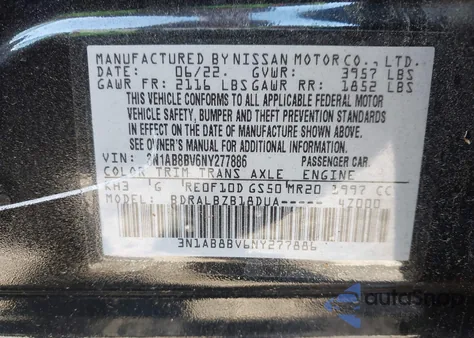 MANUFACTURED BY NISSAN MOTOR CO., LTD.
DATE: 06/22. GVWR: 3957 LBS
GAWR FR: 2116 LBS GAWR RR: 1852 LBS
THIS VEHICLE CONFORMS TO ALL APPLICABLE FEDERAL MOTOR
VEHICLE SAFETY, BUMPER AND THEFT PREVENTION STANDARDS
IN EFFECT ON THE DATE OF MANUFACTURE SHOWN ABOVE.
SEE O/NER'S MANUAL FOR ADDITIONAL INFORMATION.
VIN: 3N1AB8BV6NY277886 PASSENGER CAR
COLOR TRIM TRANS AXLE ENGINE
KH3 G RE0F10D GS50 MR20 1997 CC
MODEL: BDRALBZB18DUA 47000
3N1AB8BV6NY277886
autoSnap